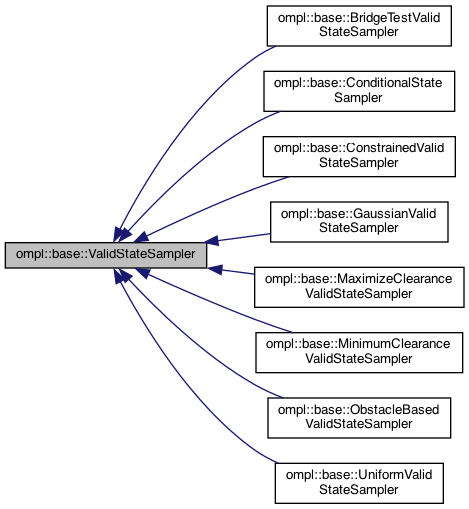 ompl::base::BridgeTestValid
StateSampler
ompl::base::ConditionalState
Sampler
ompl::base::ConstrainedValid
StateSampler
ompl::base::GaussianValid
StateSampler
ompl::base::ValidStateSampler
ompl::base::MaximizeClearance
ValidStateSampler
ompl::base::MinimumClearance
ValidStateSampler
ompl::base::ObstacleBased
ValidStateSampler
ompl::base::UniformValid
StateSampler